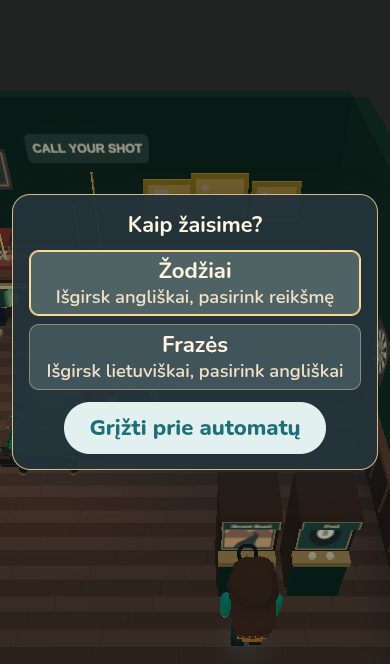 CALL YOUR SHOT
Kaip žaisime?
Žodžiai
Išgirsk angliškai, pasirink reikšmę
Frazės
Išgirsk lietuviškai, pasirink angliškai
Grįžti prie automatų